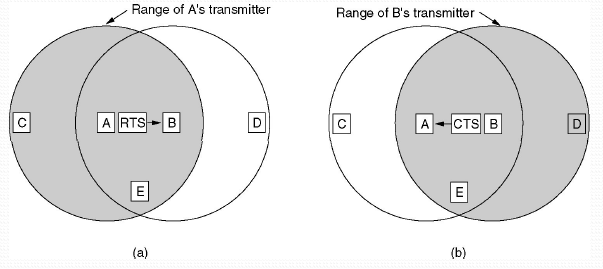 Range of A's transmitter
Range of B's transmitter
C A RTS B D
E
C A CTS B D
E
(a)
(b)